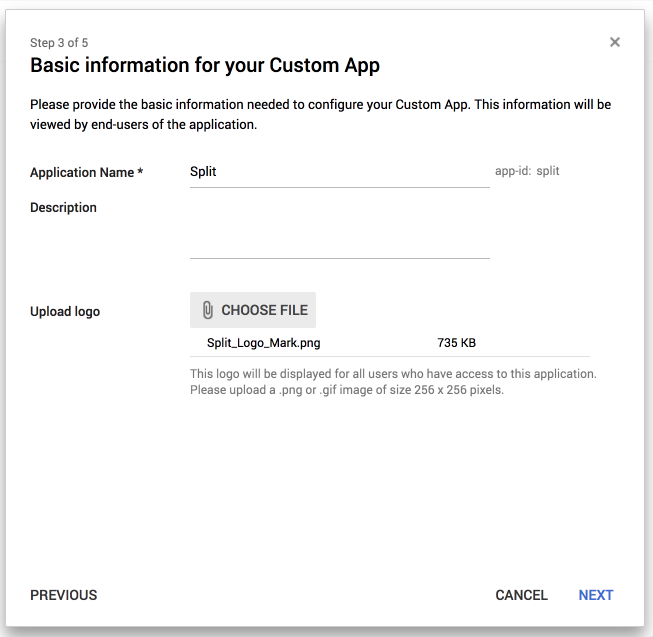 Step 3 of 5
Basic information for your Custom App
Please provide the basic information needed to configure your Custom App. This information will be
viewed by end-users of the application.
Application Name * Split app-id: split
Description
Upload logo CHOOSE FILE
Split_Logo_Mark.png 735 KB
This logo will be displayed for all users who have access to this application.
Please upload a .png or .gif image of size 256 x 256 pixels.
PREVIOUS CANCEL NEXT